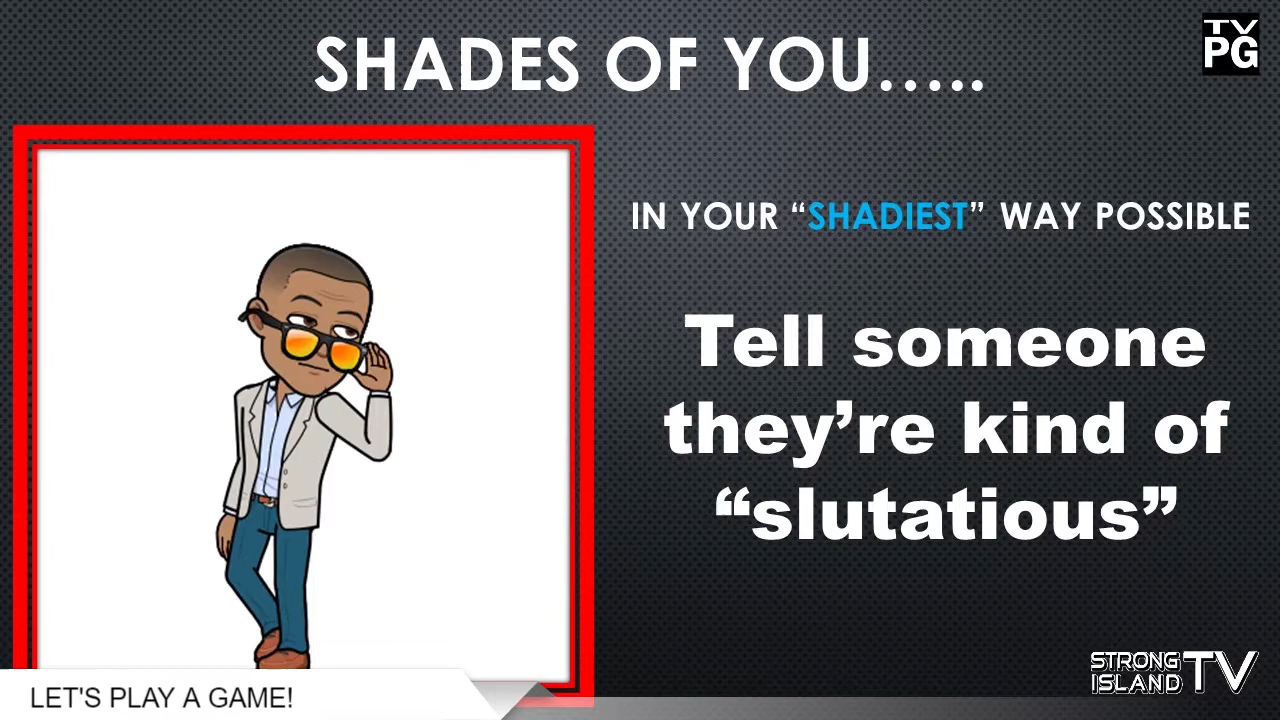 SHADES OF YOU…..
TV
PG
IN YOUR “SHADIEST” WAY POSSIBLE
Tell someone
they’re kind of
“slutatious”
STRONG
ISLAND TV
LET'S PLAY A GAME!